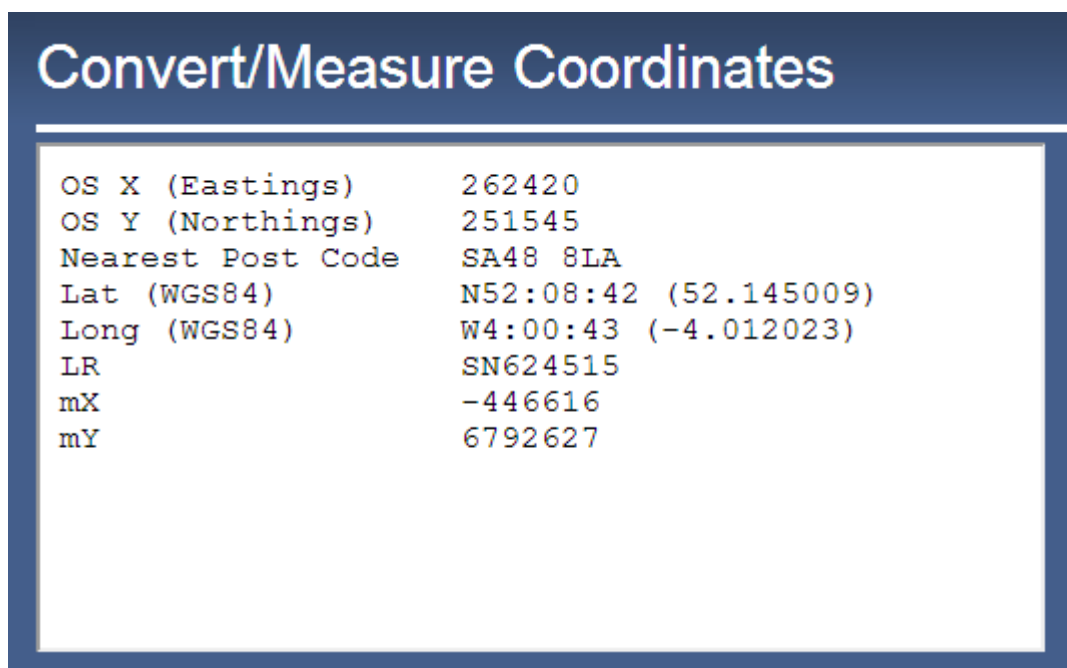 Convert/Measure Coordinates
OS X (Eastings) 262420
OS Y (Northings) 251545
Nearest Post Code SA48 8LA
Lat (WGS84) N52:08:42 (52.145009)
Long (WGS84) W4:00:43 (-4.012023)
LR SN624515
mX -446616
mY 6792627